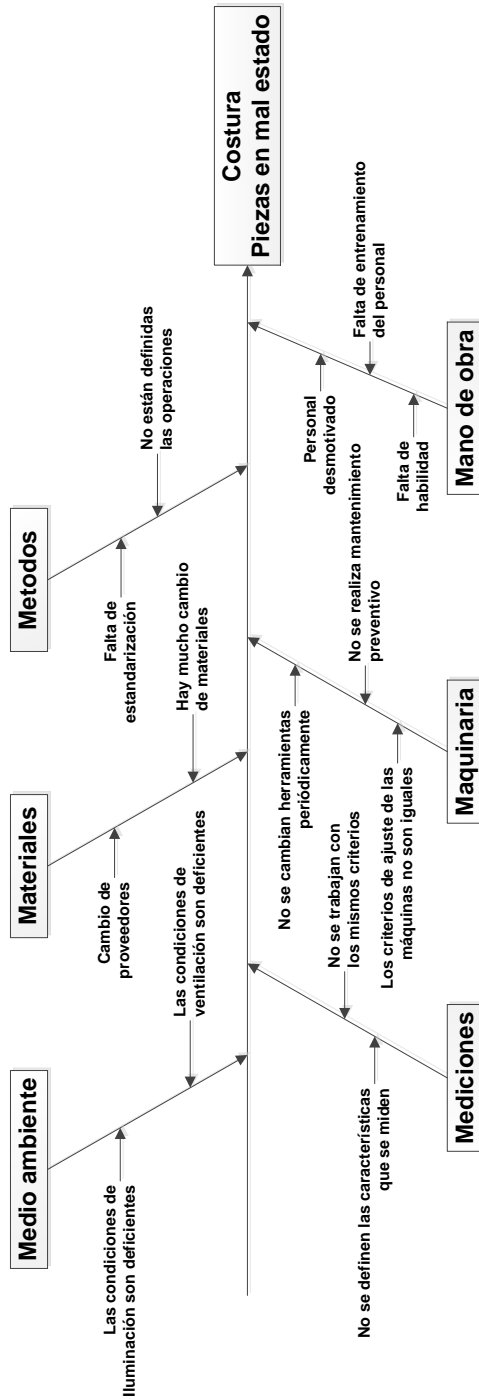 Medio ambiente
Las condiciones de
Iluminación son deficientes
Las condiciones de
ventilación son deficientes
Materiales
Cambio de
proveedores
Hay mucho cambio
de materiales
Metodos
Falta de
estandarización
No están definidas
las operaciones
Costura
Piezas en mal estado
Mediciones
No se definen las características
que se miden
No se trabajan con
los mismos criterios
Maquinaria
No se cambian herramientas
periódicamente
No se realiza mantenimiento
preventivo
Los criterios de ajuste de las
máquinas no son iguales
Mano de obra
Personal
desmotivado
Falta de entrenamiento
del personal
Falta de
habilidad